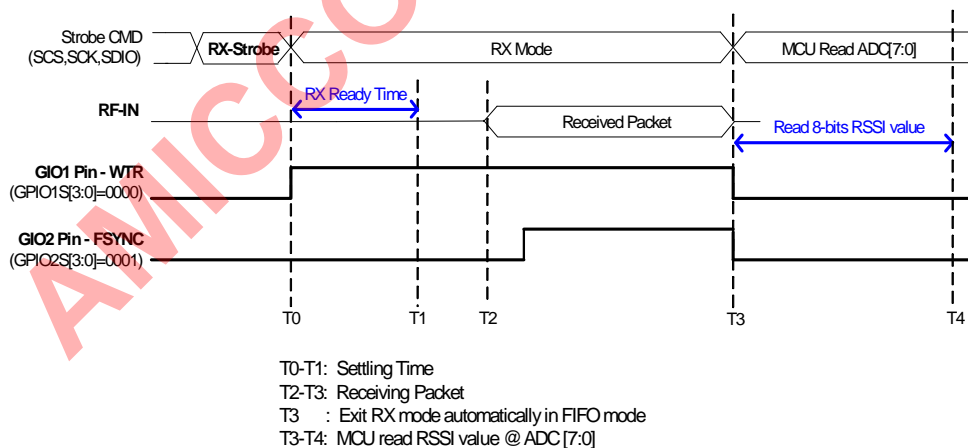 Strobe CMD
(SCS,SCK,SDIO)
RX-Strobe
RX Mode
MCU Read ADC[7:0]
RX Ready Time
RF-IN
Received Packet
Read 8-bits RSSI value
GIO1 Pin - WTR
(GPIO1S[3:0]=0000)
GIO2 Pin - FSYNC
(GPIO2S[3:0]=0001)
T0
T1
T2
T3
T4
T0-T1: Settling Time
T2-T3: Receiving Packet
T3 : Exit RX mode automatically in FIFO mode
T3-T4: MCU read RSSI value @ ADC [7:0]
AMICCO